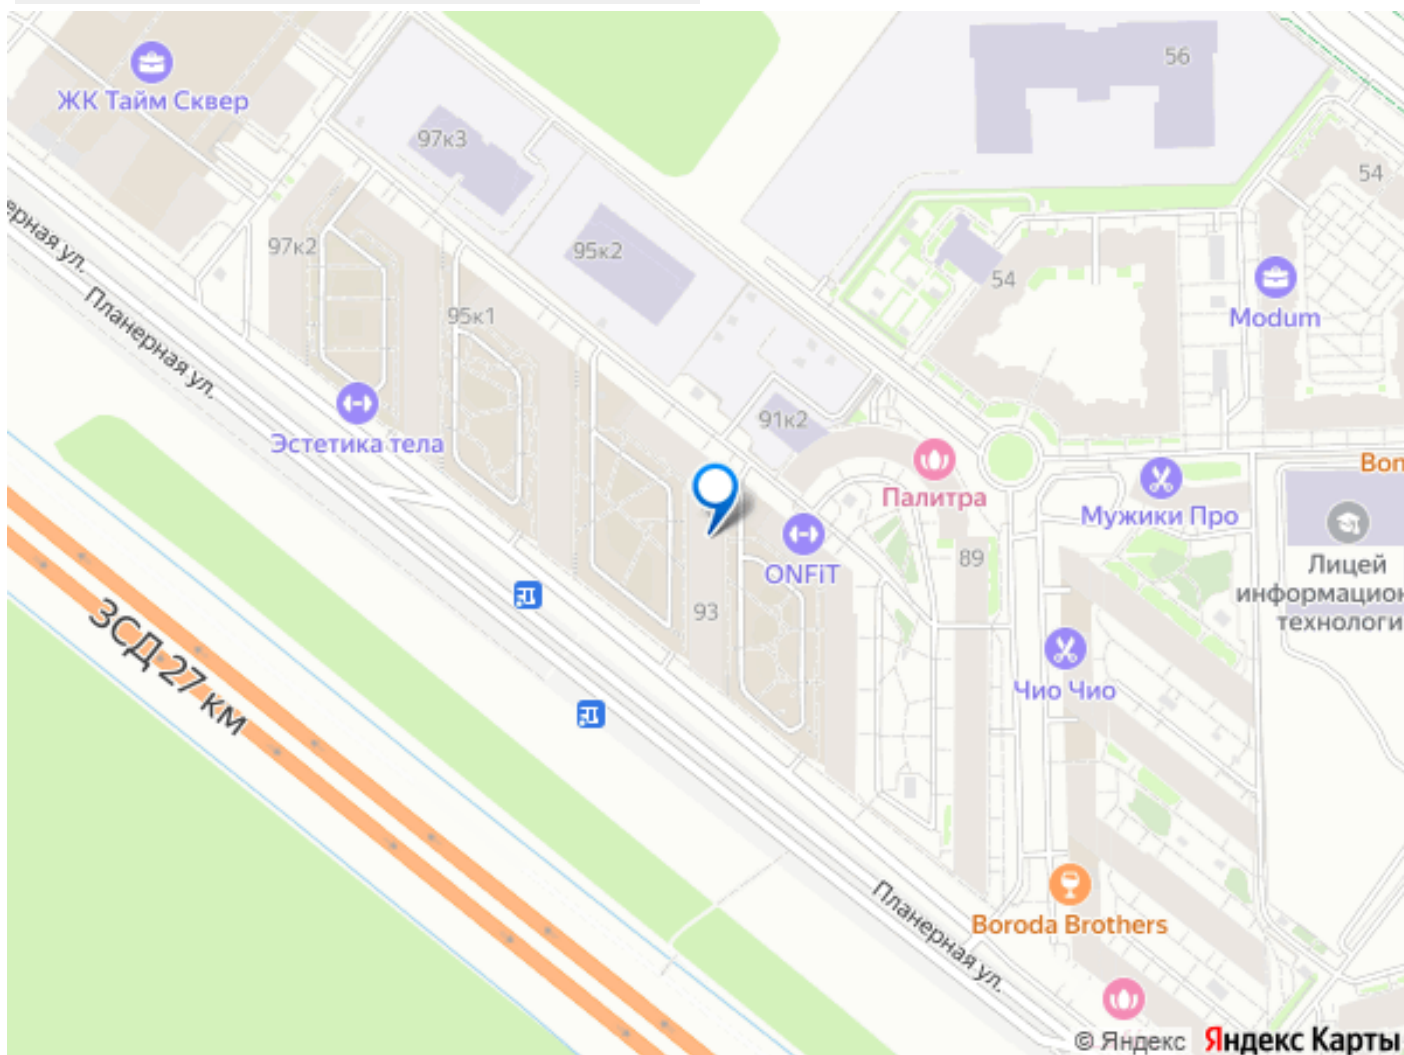 56
ЖК Тайм Сквер
97к3
54
95к2
97к2
54
ерная ул.
Планерная ул.
95к1
Modum
91к2
Эстетика тела
Палитра
Bon
Мужики Про
ONFiT
89
Лицей
информацион
технологи
93
ЗСД 27 км
Чио Чио
Boroda Brothers
Планерная ул.
© Яндекс Яндекс Карты